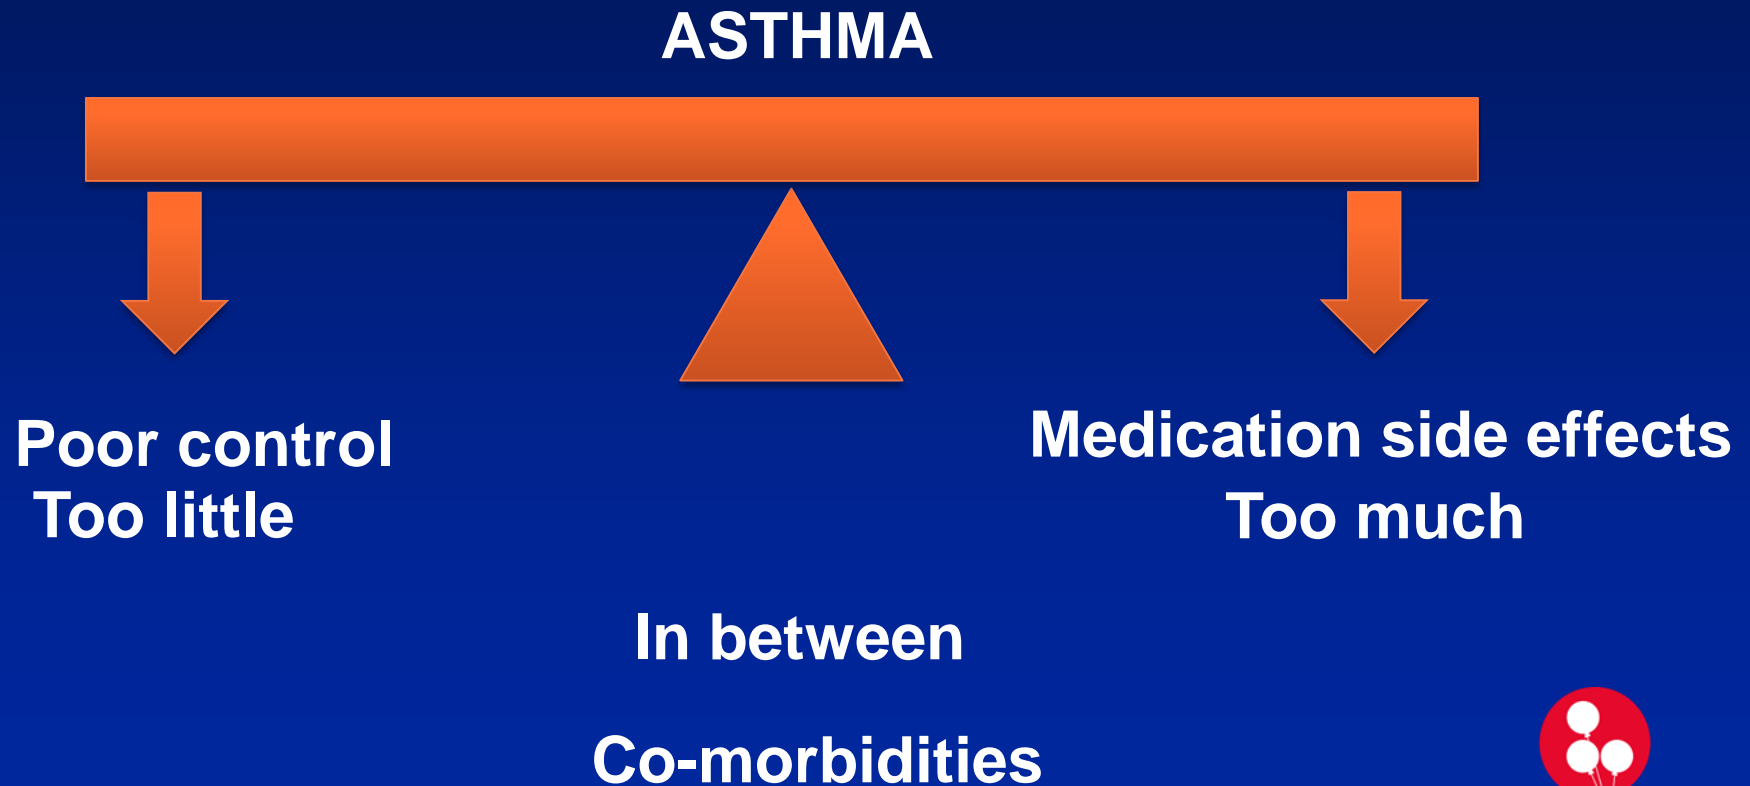 ASTHMA
Poor control
Too little
Medication side effects
Too much
In between
Co-morbidities